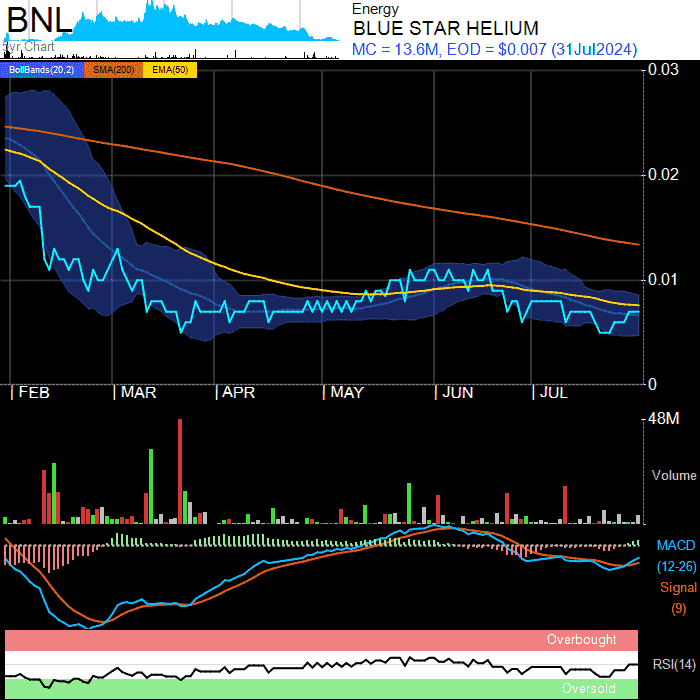 BNL
5yr Chart
Energy
BLUE STAR HELIUM
MC = 13.6M, EOD = $0.007 (31Jul2024)
BollBands(20,2) SMA(200) EMA(50)
0.03
0.02
0.01
0
FEB MAR APR MAY JUN JUL
48M
Volume
MACD
(12-26)
Signal
(9)
Overbought
RSI(14)
Oversold